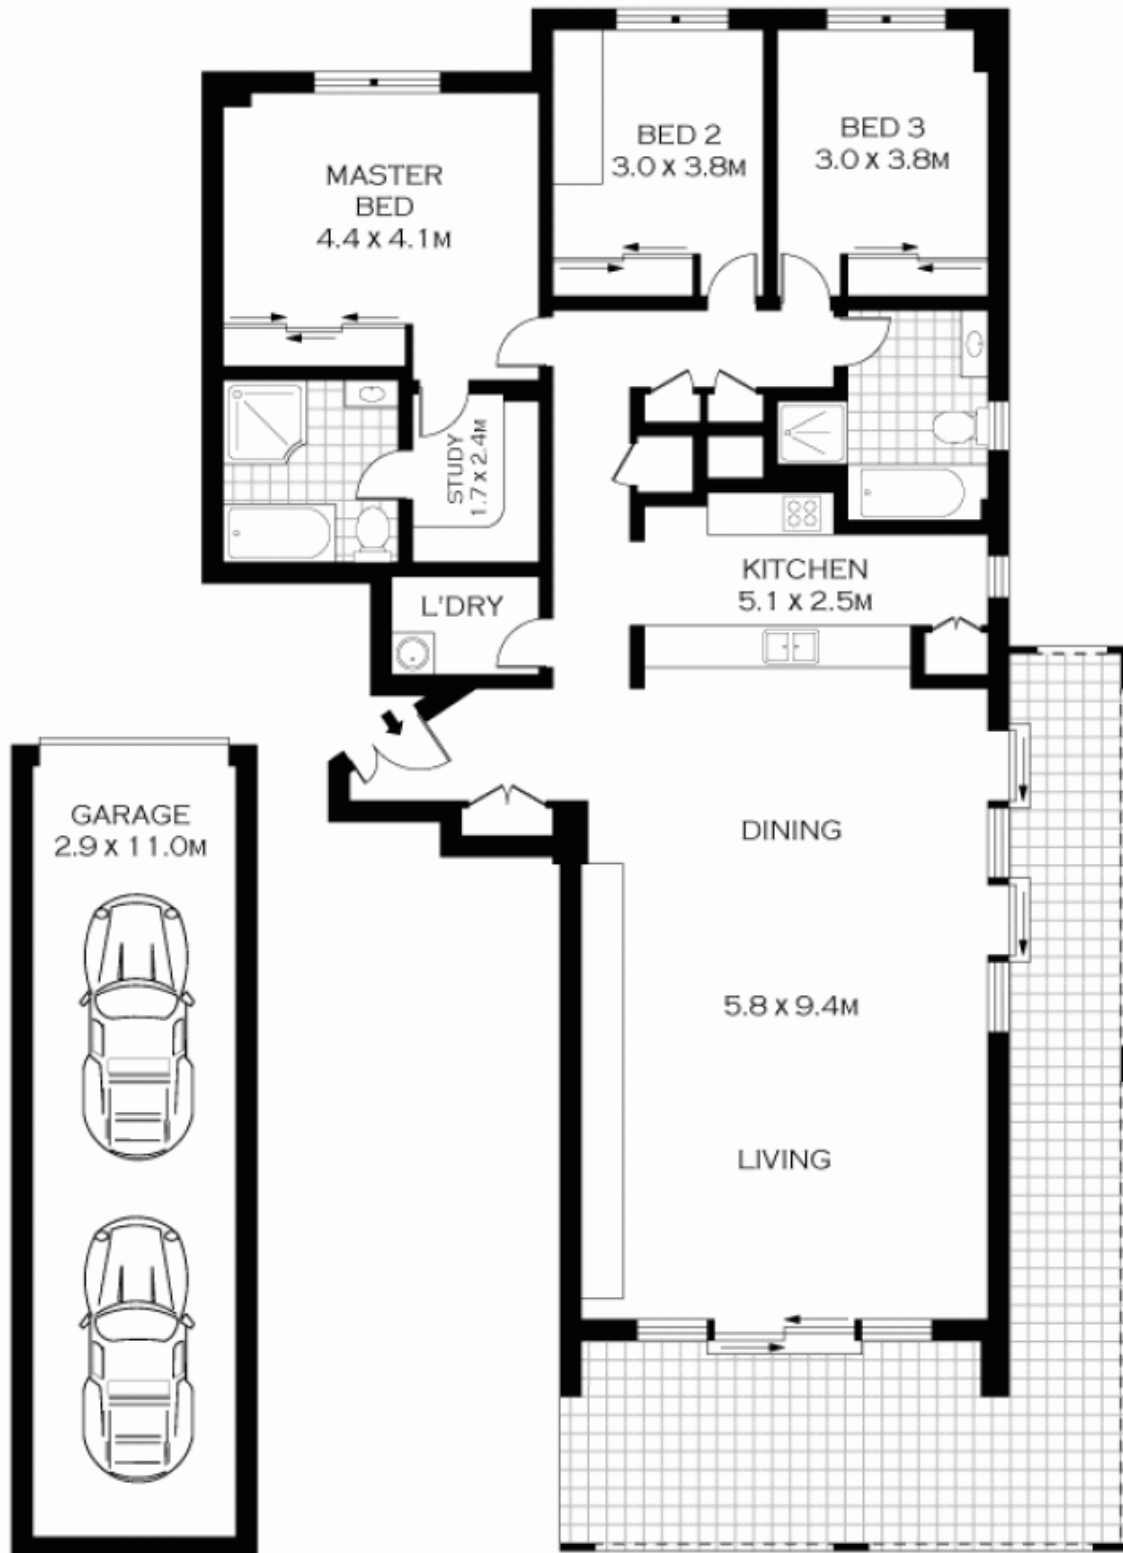 BED 2
3.0 X 3.8M
BED 3
3.0 X 3.8M
MASTER
BED
4.4 X 4.1M
STUDY
1.7 X 2.4M
KITCHEN
5.1 X 2.5M
L'DRY
GARAGE
2.9 X 11.0M
DINING
5.8 X 9.4M
LIVING